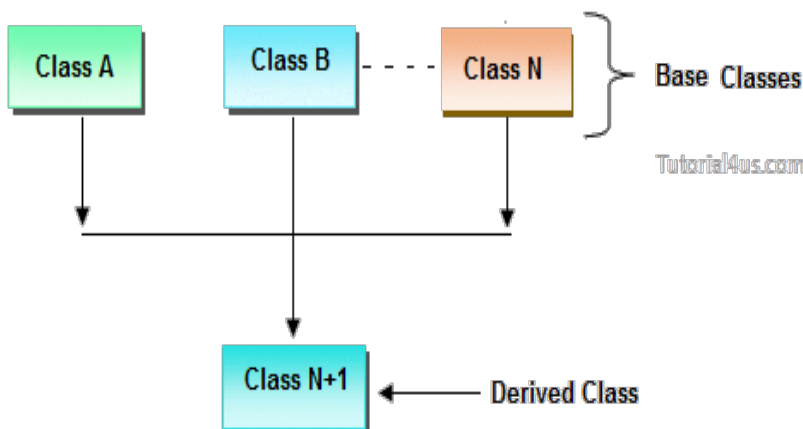 Class A
Class B
Class N
Base Classes
Tutorial4us.com
Class N+1
Derived Class